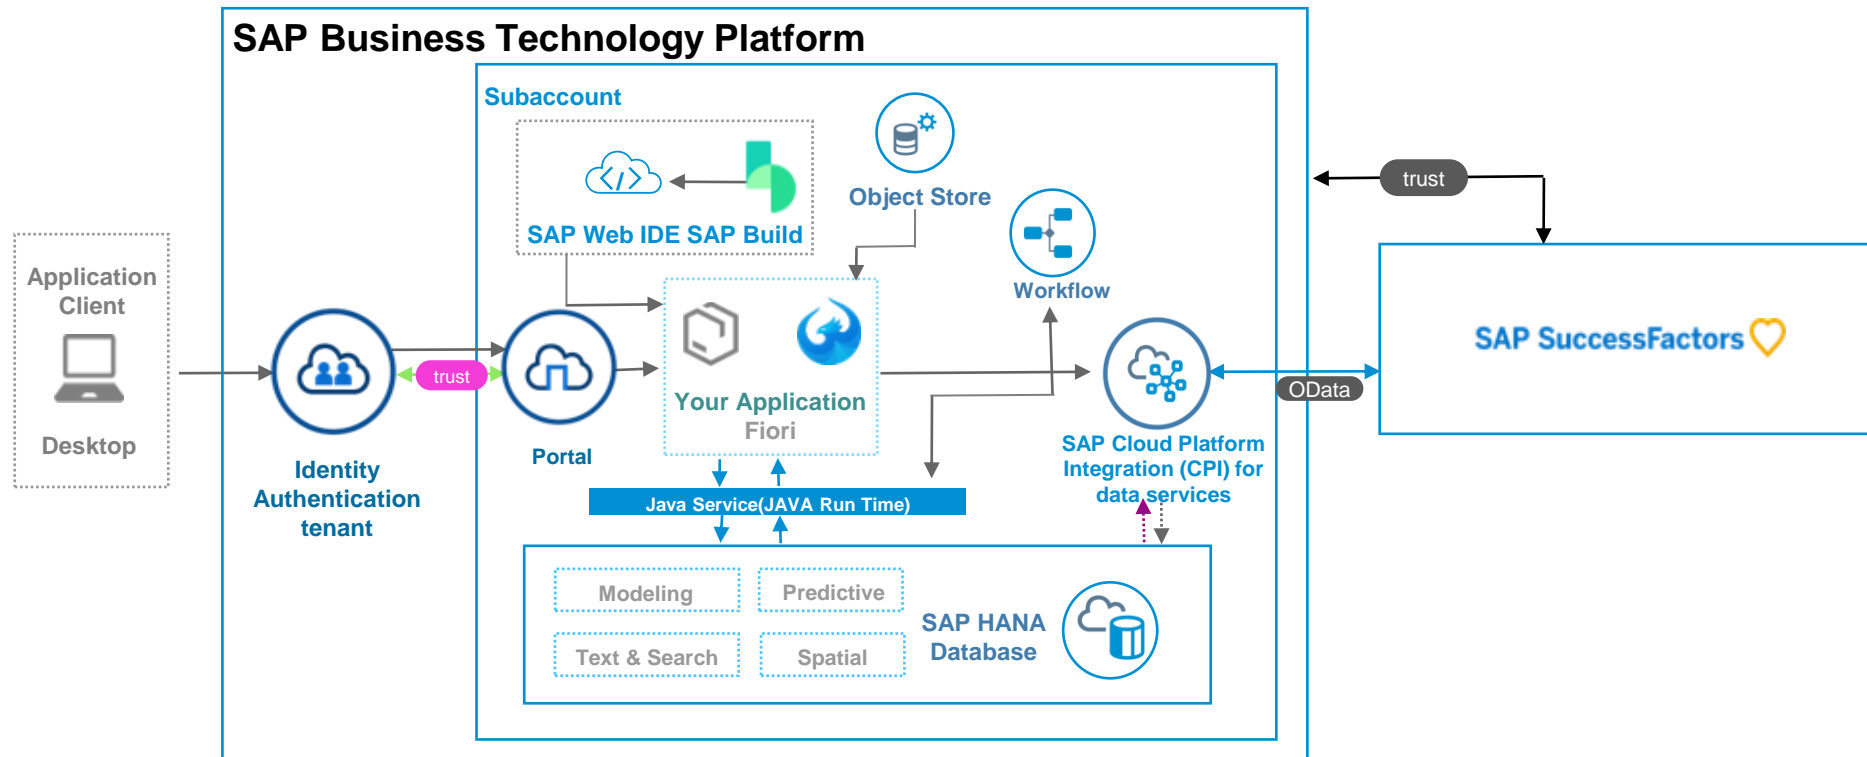 SAP Business Technology Platform
Subaccount
SAP Web IDE SAP Build
Object Store
Workflow
trust
Application
Client
Desktop
Identity
Authentication
tenant
trust
Portal
Your Application
Fiori
SAP Cloud Platform
Integration (CPI) for
data services
OData
SAP SuccessFactors
Java Service(JAVA Run Time)
Modeling
Predictive
Text & Search
Spatial
SAP HANA
Database